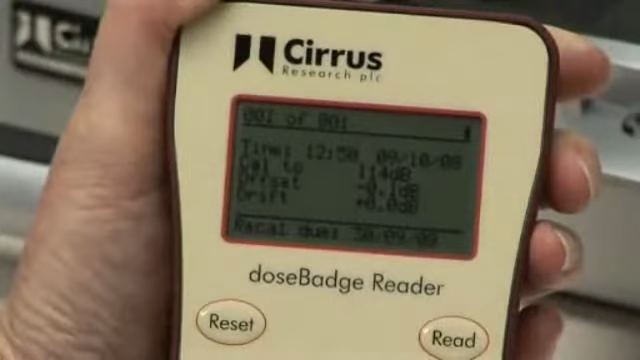 Cirrus
Research plc
001 of 001
Time: 12:50 09/10/08
Cal to 114dB
Offset -0.1dB
Drift +0.0dB
Recal due: 30/09/09
doseBadge Reader
Reset
Read